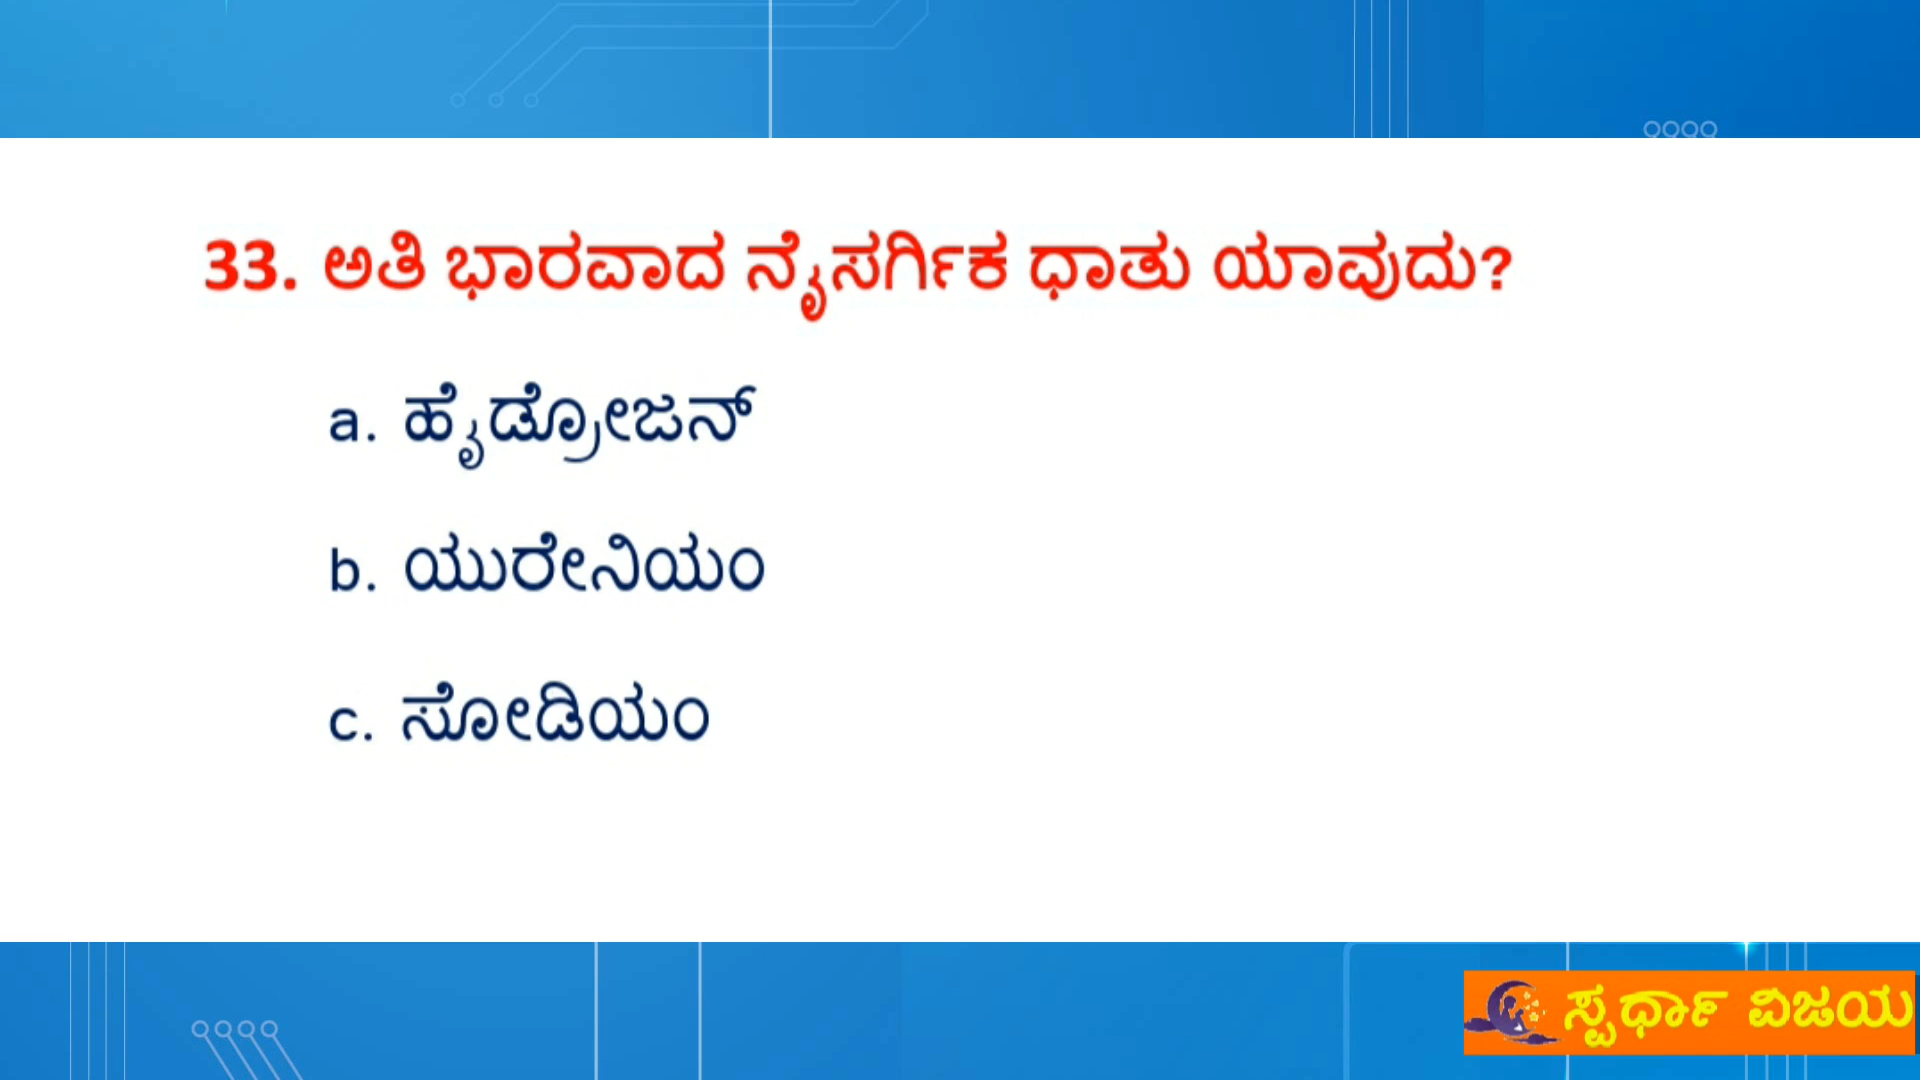 33. ಅತಿ ಭಾರವಾದ ನೈಸರ್ಗಿಕ ಧಾತು ಯಾವುದು?
a. ಹೈಡ್ರೋಜನ್
b. ಯುರೇನಿಯಂ
c. ಸೋಡಿಯಂ
ಸ್ಪರ್ಧಾ ವಿಜಯ